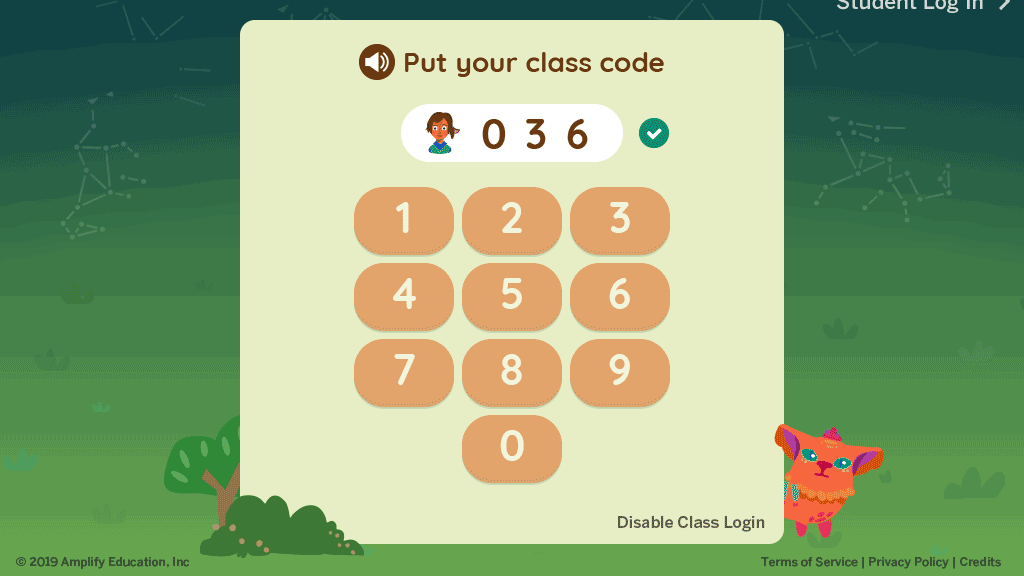 Student Log In
Put your class code
0 3 6
1 2 3
4 5 6
7 8 9
0
Disable Class Login
© 2019 Amplify Education, Inc
Terms of Service | Privacy Policy | Credits